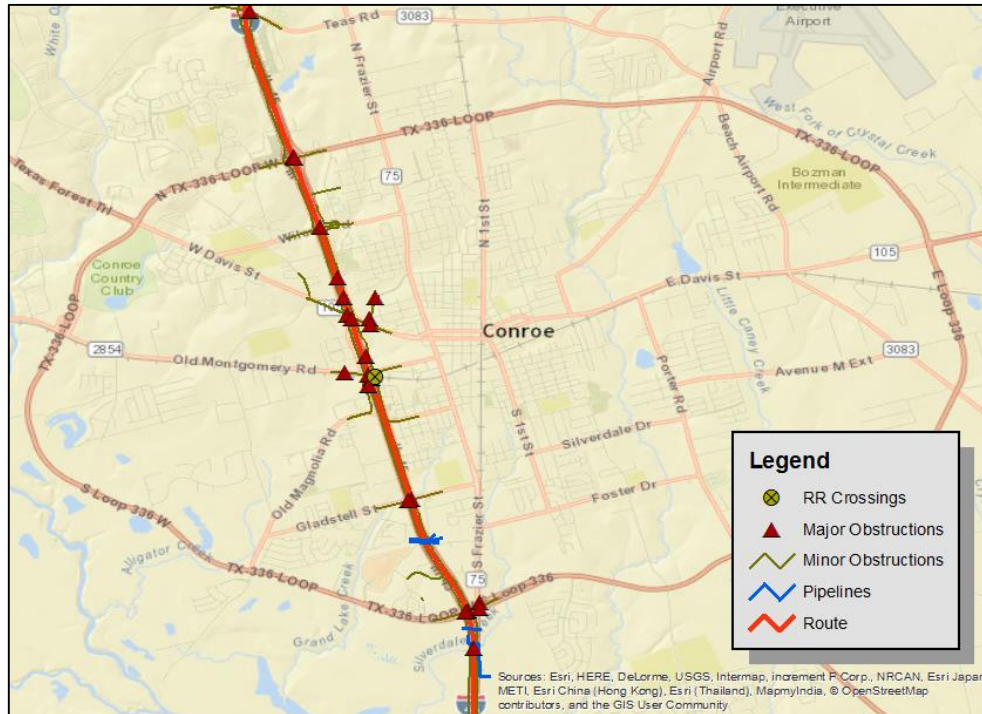 Executive
Airport
Teas Rd
3083
White O
N Frazier St
Airport Rd
TX-336-LOOP
West Fork of Crystal Creek
TX-336-LOOP
N TX-336-LOOP W
Beach Airport Rd
Bozman
Intermediate
Texas Forest Trl
75
N 1st St
W Davis St
105
E Davis St
E Loop 336
Conroe
Country
Club
Little Caney Creek
TX-336-LOOP
Conroe
2854
Old Montgomery Rd
3083
Avenue M Ext
Porter Rd
S 1st St
Silverdale Dr
Old Magnolia Rd
S Loop 336 W
Gladstell St
Foster Dr
S Frazier St
Alligator Creek
75
Loop 336
TX-336-LOOP
Grand Lake Creek
Silverdale Creek
Legend
RR Crossings
Major Obstructions
Minor Obstructions
Pipelines
Route
Sources: Esri, HERE, DeLorme, USGS, Intermap, increment P Corp., NRCAN, Esri Japan,
METI, Esri China (Hong Kong), Esri (Thailand), MapmyIndia, © OpenStreetMap
contributors, and the GIS User Community